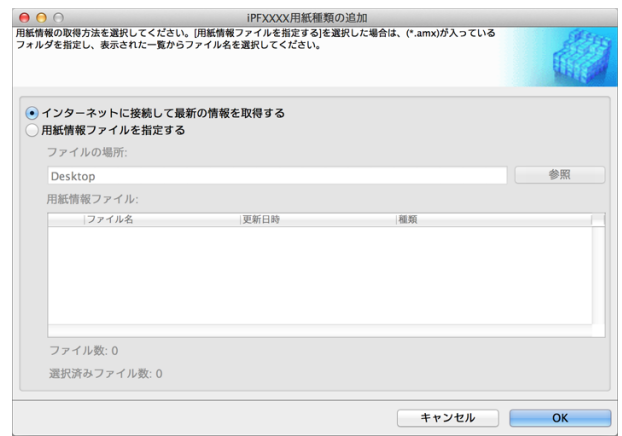 iPFXXXX用紙種類の追加
用紙情報の取得方法を選択してください。[用紙情報ファイルを指定する]を選択した場合は、(*.amx)が入っている
フォルダを指定し、表示された一覧からファイル名を選択してください。
インターネットに接続して最新の情報を取得する
用紙情報ファイルを指定する
ファイルの場所:
Desktop 参照
用紙情報ファイル:
ファイル名 更新日時 種類
ファイル数: 0
選択済みファイル数: 0
キャンセル OK